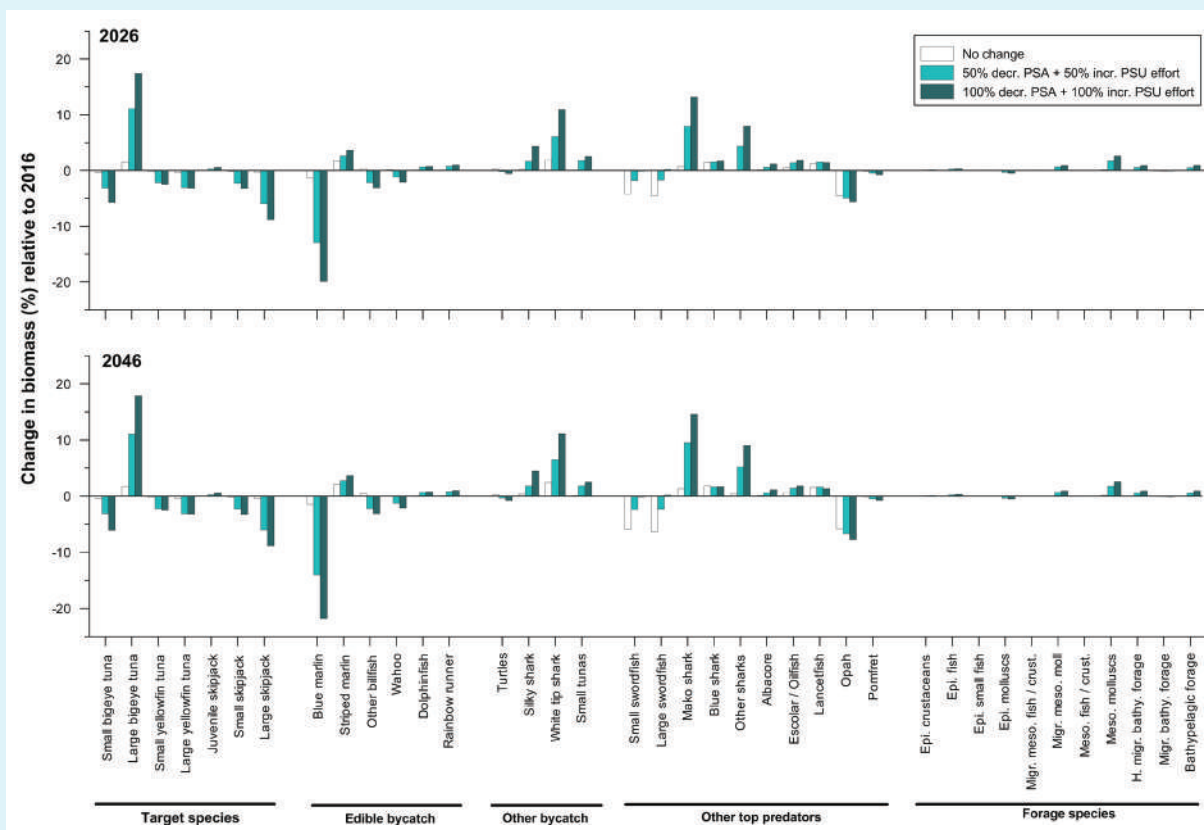 Change in biomass (%) relative to 2016
2026
No change
50% decr. PSA + 50% incr. PSU effort
100% decr. PSA + 100% incr. PSU effort
20
10
0
-10
-20
2046
20
10
0
-10
-20
Small bigeye tuna
Large bigeye tuna
Small yellowfin tuna
Large yellowfin tuna
Juvenile skipjack
Small skipjack
Large skipjack
Blue marlin
Striped marlin
Other billfish
Wahoo
Dolphinfish
Rainbow runner
Turtles
Silky shark
White tip shark
Small tunas
Small swordfish
Large swordfish
Mako shark
Blue shark
Other sharks
Albacore
Escolar / Oilfish
Lancetfish
Opah
Pomfret
Epi. crustaceans
Epi. fish
Epi. small fish
Epi. molluscs
Migr. meso. fish / crust.
Migr. meso. moll
Meso. fish / crust.
Meso. molluscs
H. migr. bathy. forage
Migr bathy. forage
Bathypelagic forage
Target species
Edible bycatch
Other bycatch
Other top predators
Forage species